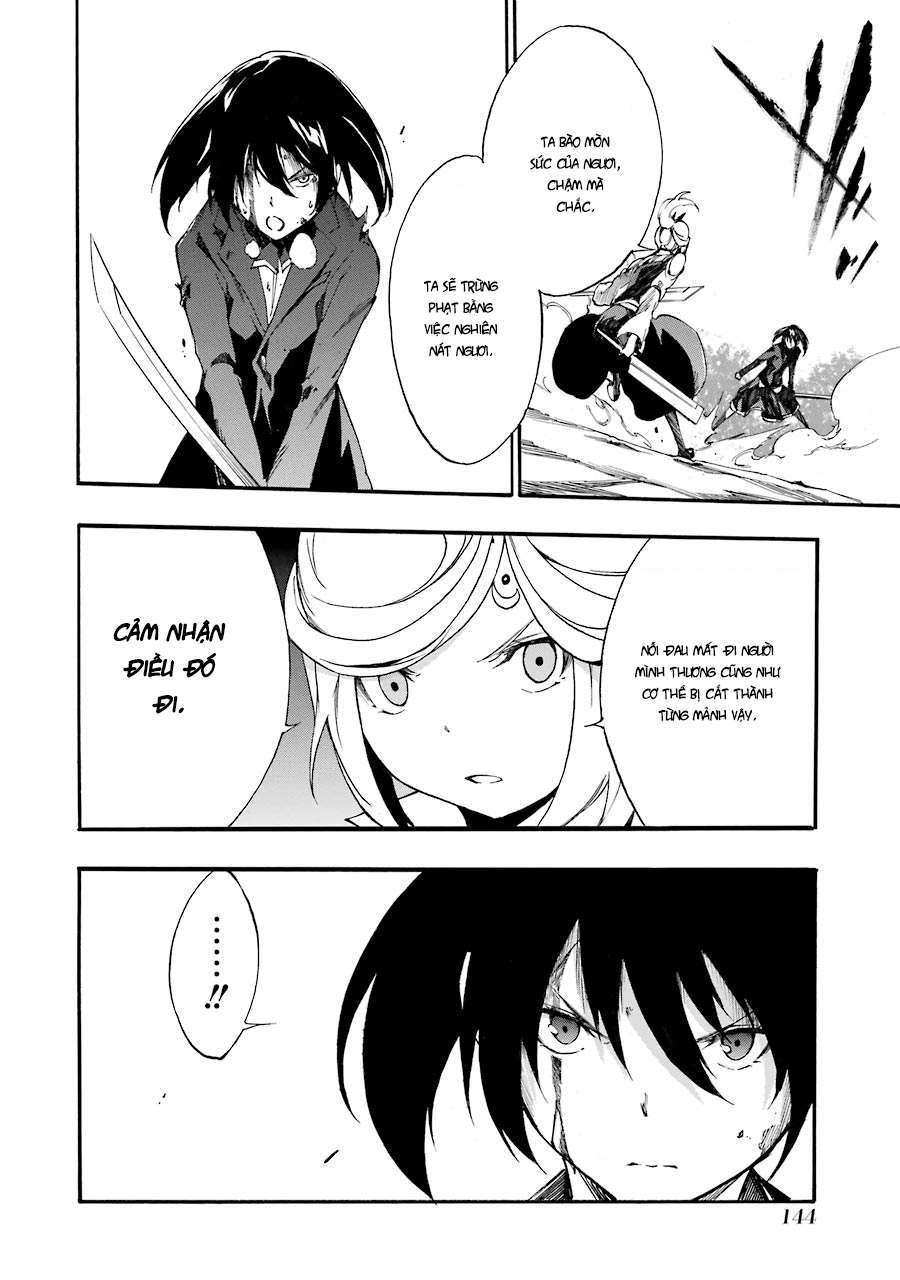 TA BÀO MÒN
SỨC CỦA NGƯƠI,
CHẬM MÀ
CHẮC.
TA SẼ TRỪNG
PHẠT BẰNG
VIỆC NGHIỀN
NÁT NGƯƠI.
NỖI ĐAU MẤT ĐI NGƯỜI
MÌNH THƯƠNG CŨNG NHƯ
CƠ THỂ BỊ CẮT THÀNH
TỪNG MẢNH VẬY.
CẢM NHẬN
ĐIỀU ĐÓ
ĐI.
......!!
144